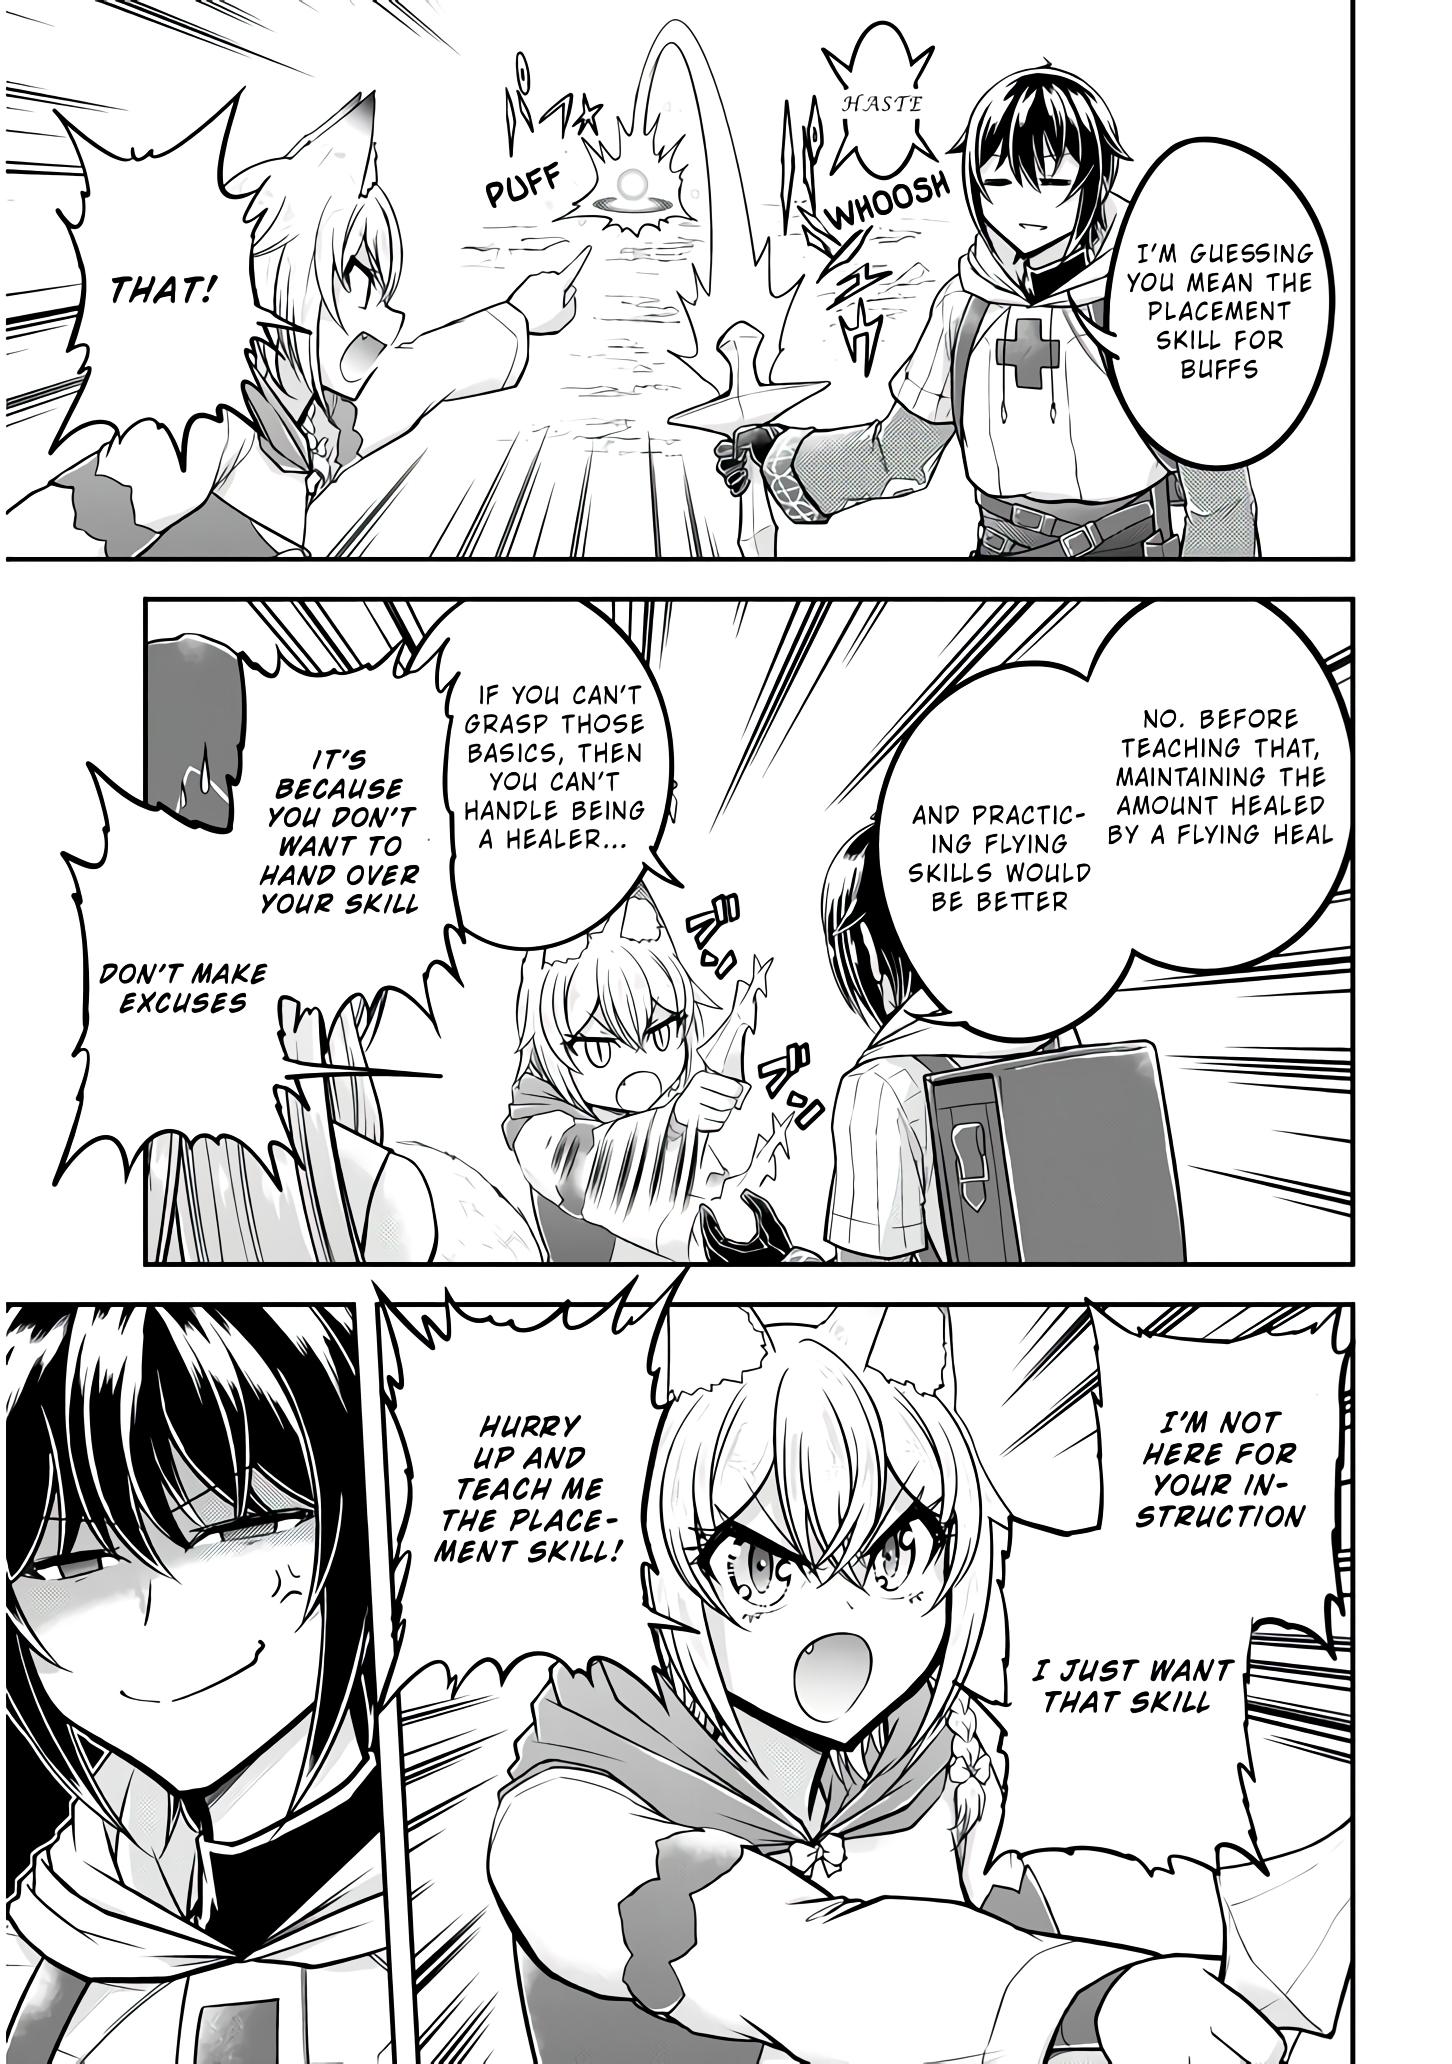 I'M GUESSING
YOU MEAN THE
PLACEMENT
SKILL FOR
BUFFS
HASTE
WHOOSH
PUFF
THAT!
NO. BEFORE
TEACHING THAT,
MAINTAINING THE
AMOUNT HEALED
BY A FLYING HEAL
AND PRACTIC-
ING FLYING
SKILLS WOULD
BE BETTER
IF YOU CAN'T
GRASP THOSE
BASICS, THEN
YOU CAN'T
HANDLE BEING
A HEALER...
IT'S
BECAUSE
YOU DON'T
WANT TO
HAND OVER
YOUR SKILL
DON'T MAKE
EXCUSES
I'M NOT
HERE FOR
YOUR IN-
STRUCTION
I JUST WANT
THAT SKILL
HURRY
UP AND
TEACH ME
THE PLACE-
MENT SKILL!